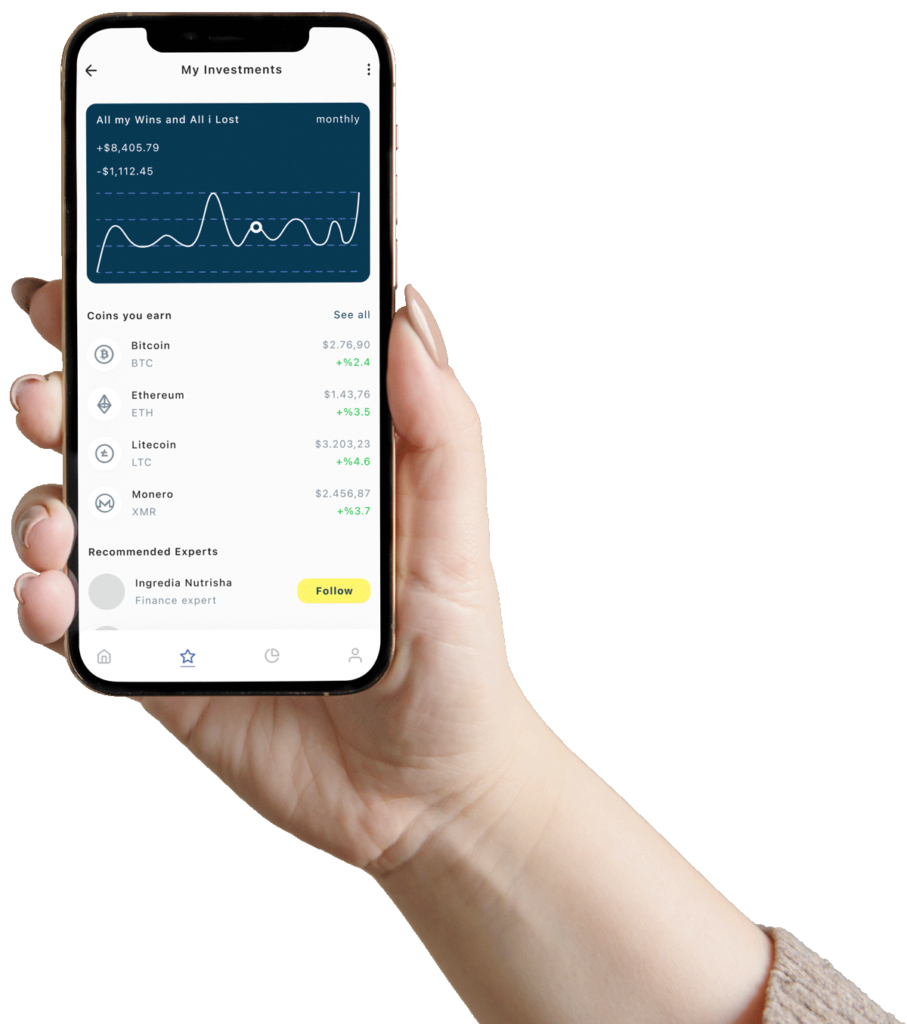 My Investments
All my Wins and All i Lost monthly
+$8,405.79
-$1,112.45
Coins you earn See all
Bitcoin $2.76,90
BTC +%2.4
Ethereum $1.43,76
ETH +%3.5
Litecoin $3.203,23
LTC +%4.6
Monero $2.456,87
XMR +%3.7
Recommended Experts
Ingredia Nutrisha
Finance expert
Follow